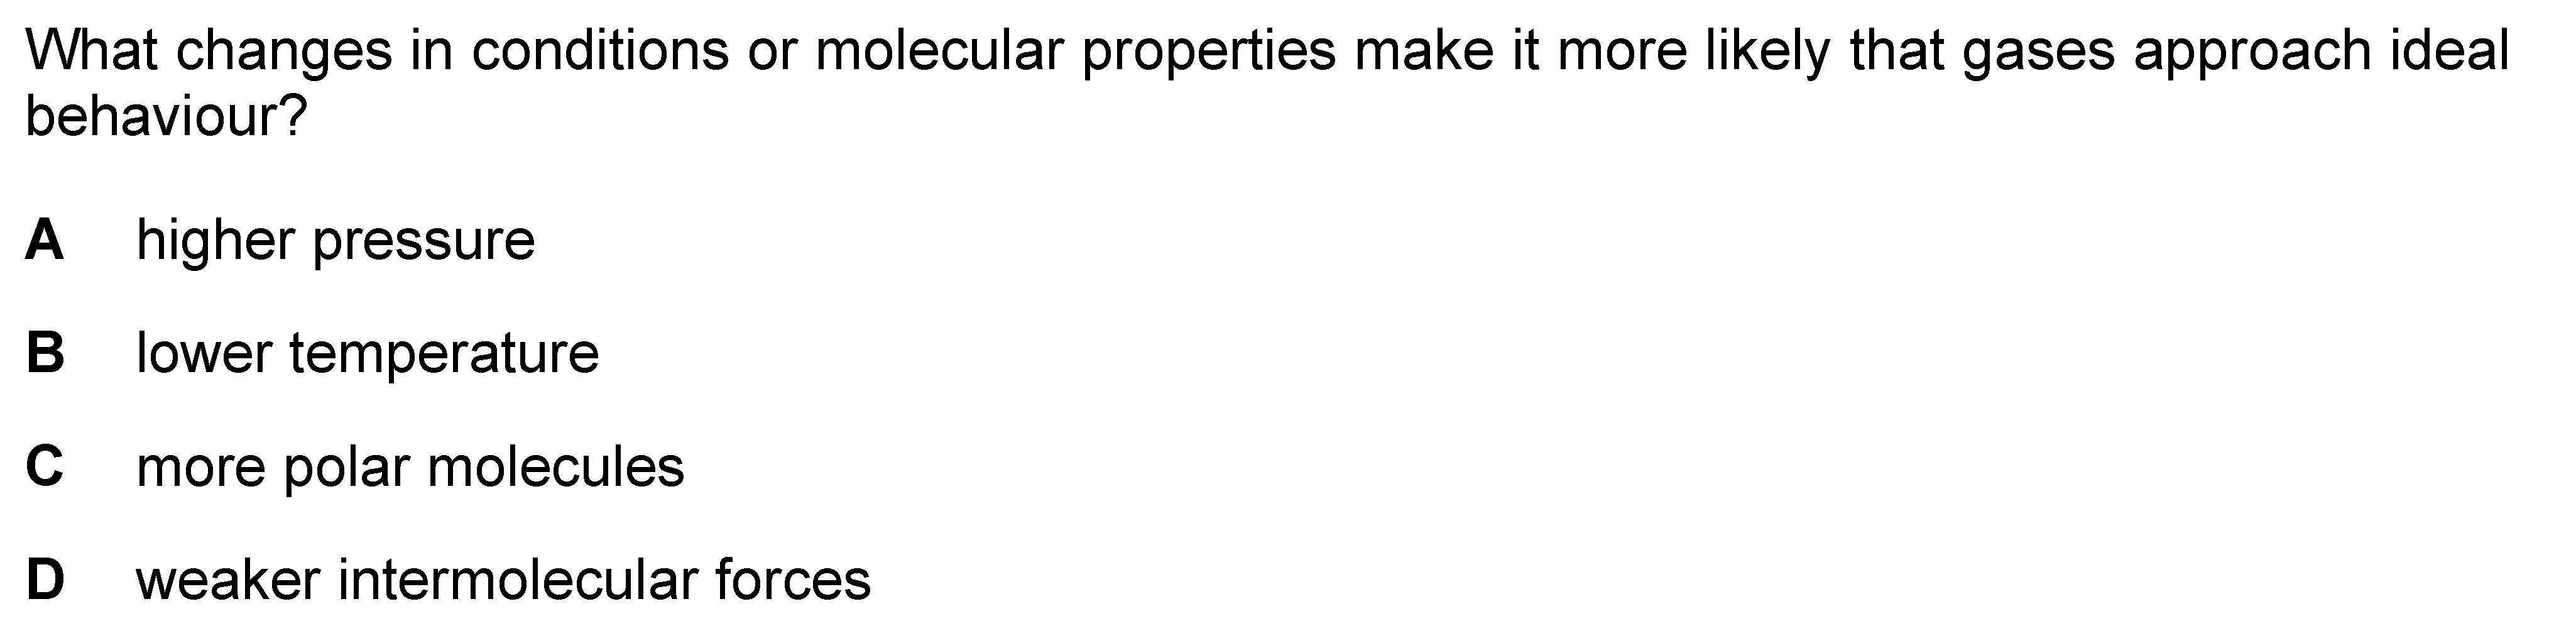 What changes in conditions or molecular properties make it more likely that gases approach ideal
behaviour?
A higher pressure
B lower temperature
C more polar molecules
D weaker intermolecular forces